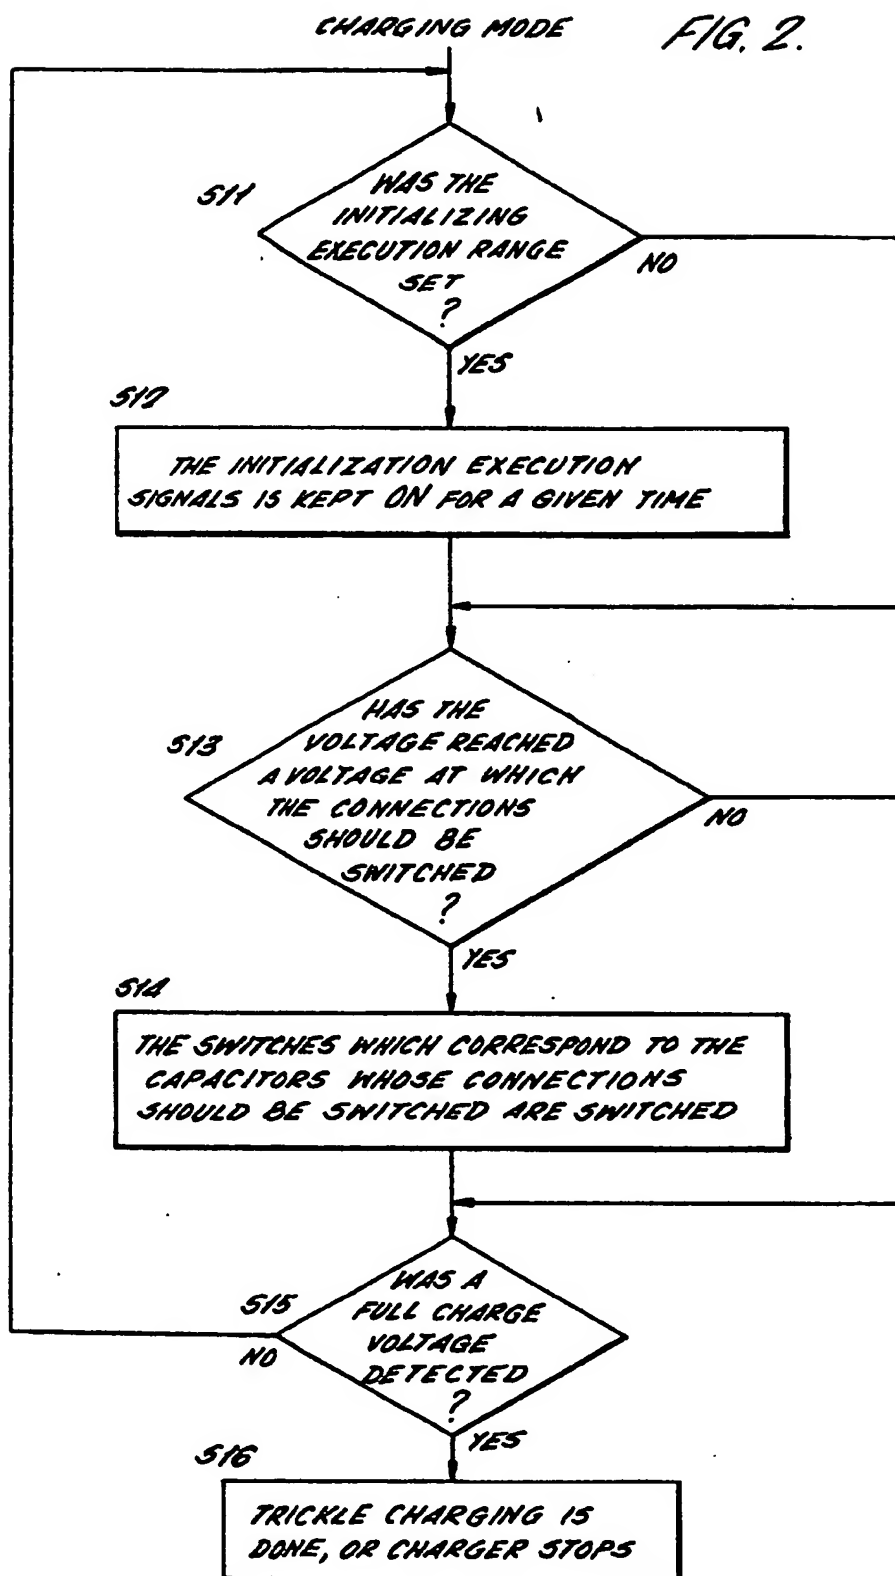 CHARGING MODE
FIG. 2.
S11
WAS THE
INITIALIZING
EXECUTION RANGE
SET
?
NO
YES
S12
THE INITIALIZATION EXECUTION
SIGNALS IS KEPT ON FOR A GIVEN TIME
S13
HAS THE
VOLTAGE REACHED
A VOLTAGE AT WHICH
THE CONNECTIONS
SHOULD BE
SWITCHED
?
NO
YES
S14
THE SWITCHES WHICH CORRESPOND TO THE
CAPACITORS WHOSE CONNECTIONS
SHOULD BE SWITCHED ARE SWITCHED
S15
WAS A
FULL CHARGE
VOLTAGE
DETECTED
?
NO
YES
S16
TRICKLE CHARGING IS
DONE, OR CHARGER STOPS